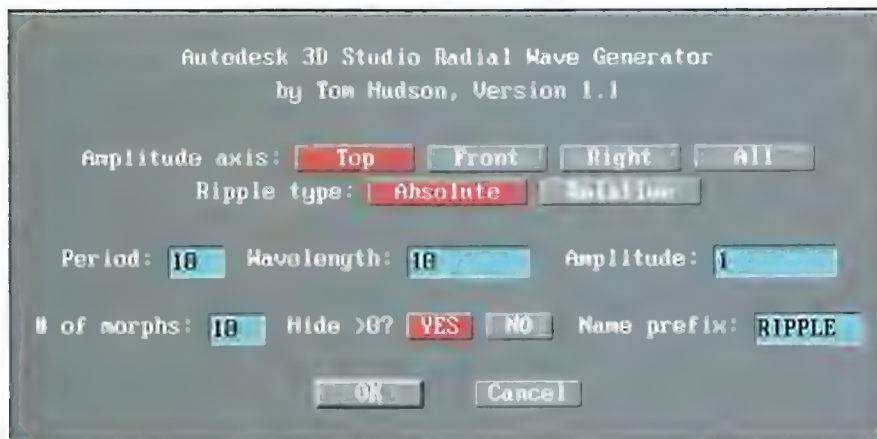 Autodesk 3D Studio Radial Wave Generator
by Tom Hudson, Version 1.1
Amplitude axis: Top Front Right All
Ripple type: Absolute Relative
Period: 10 Wavelength: 10 Amplitude: 1
# of morphs: 10 Hide >0? YES NO Name prefix: RIPPLE
OK Cancel